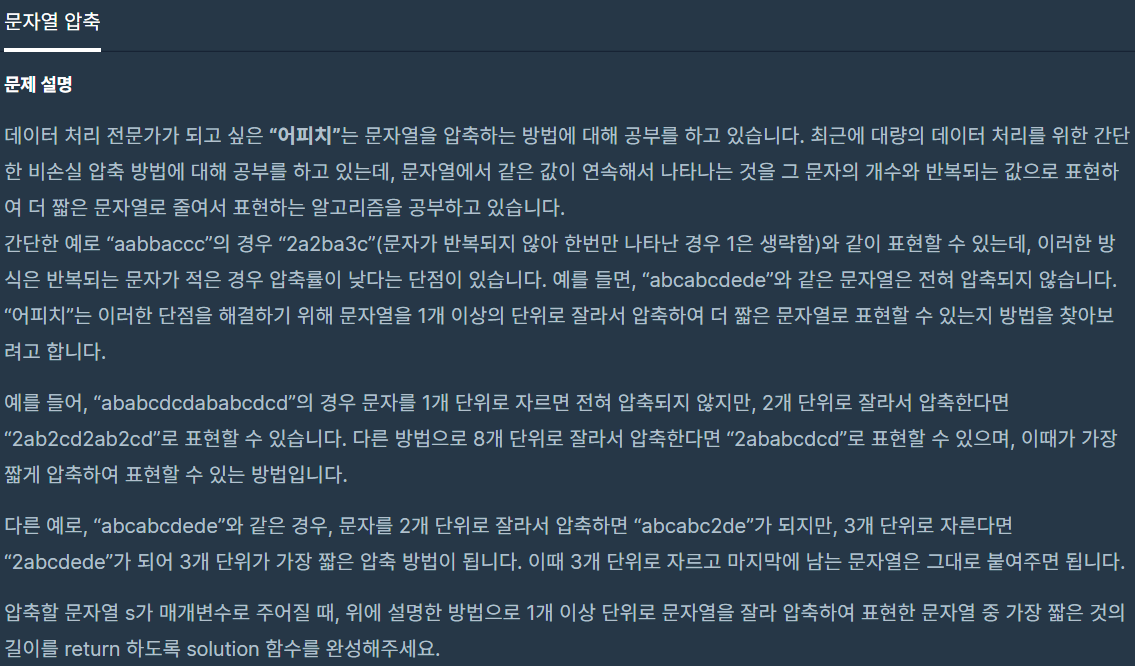 문자열 압축
문제 설명
데이터 처리 전문가가 되고 싶은 “어피치”는 문자열을 압축하는 방법에 대해 공부를 하고 있습니다. 최근에 대량의 데이터 처리를 위한 간단
한 비손실 압축 방법에 대해 공부를 하고 있는데, 문자열에서 같은 값이 연속해서 나타나는 것을 그 문자의 개수와 반복되는 값으로 표현하
여 더 짧은 문자열로 줄여서 표현하는 알고리즘을 공부하고 있습니다.
간단한 예로 “aabbaccc”의 경우 “2a2ba3c”(문자가 반복되지 않아 한번만 나타난 경우 1은 생략함)와 같이 표현할 수 있는데, 이러한 방
식은 반복되는 문자가 적은 경우 압축률이 낮다는 단점이 있습니다. 예를 들면, “abcabcdede”와 같은 문자열은 전혀 압축되지 않습니다.
“어피치”는 이러한 단점을 해결하기 위해 문자열을 1개 이상의 단위로 잘라서 압축하여 더 짧은 문자열로 표현할 수 있는지 방법을 찾아보
려고 합니다.
예를 들어, “ababcdcdababcdcd”의 경우 문자를 1개 단위로 자르면 전혀 압축되지 않지만, 2개 단위로 잘라서 압축한다면
“2ab2cd2ab2cd”로 표현할 수 있습니다. 다른 방법으로 8개 단위로 잘라서 압축한다면 “2ababcdcd”로 표현할 수 있으며, 이때가 가장
짧게 압축하여 표현할 수 있는 방법입니다.
다른 예로, “abcabcdede”와 같은 경우, 문자를 2개 단위로 잘라서 압축하면 “abcabc2de”가 되지만, 3개 단위로 자른다면
“2abcdede”가 되어 3개 단위가 가장 짧은 압축 방법이 됩니다. 이때 3개 단위로 자르고 마지막에 남는 문자열은 그대로 붙여주면 됩니다.
압축할 문자열 s가 매개변수로 주어질 때, 위에 설명한 방법으로 1개 이상 단위로 문자열을 잘라 압축하여 표현한 문자열 중 가장 짧은 것의
길이를 return 하도록 solution 함수를 완성해주세요.